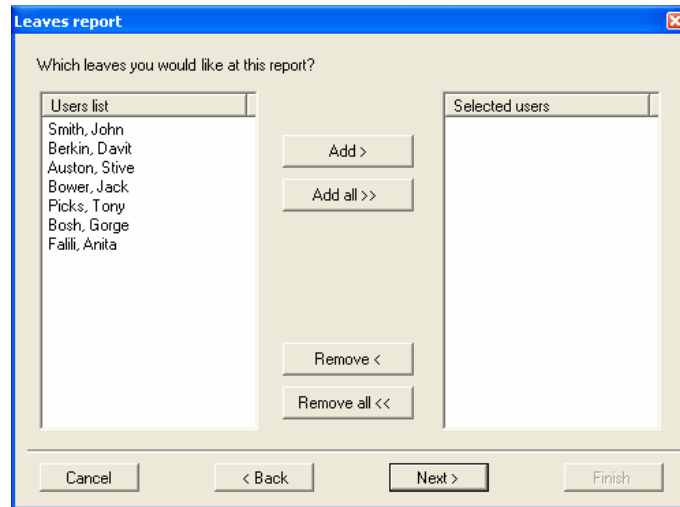 Leaves report
Which leaves you would like at this report?
Users list
Smith, John
Berkin, Davit
Auston, Stive
Bower, Jack
Picks, Tony
Bosh, Gorge
Falili, Anita
Add >
Add all >>
Remove <
Remove all <<
Selected users
Cancel
< Back
Next >
Finish